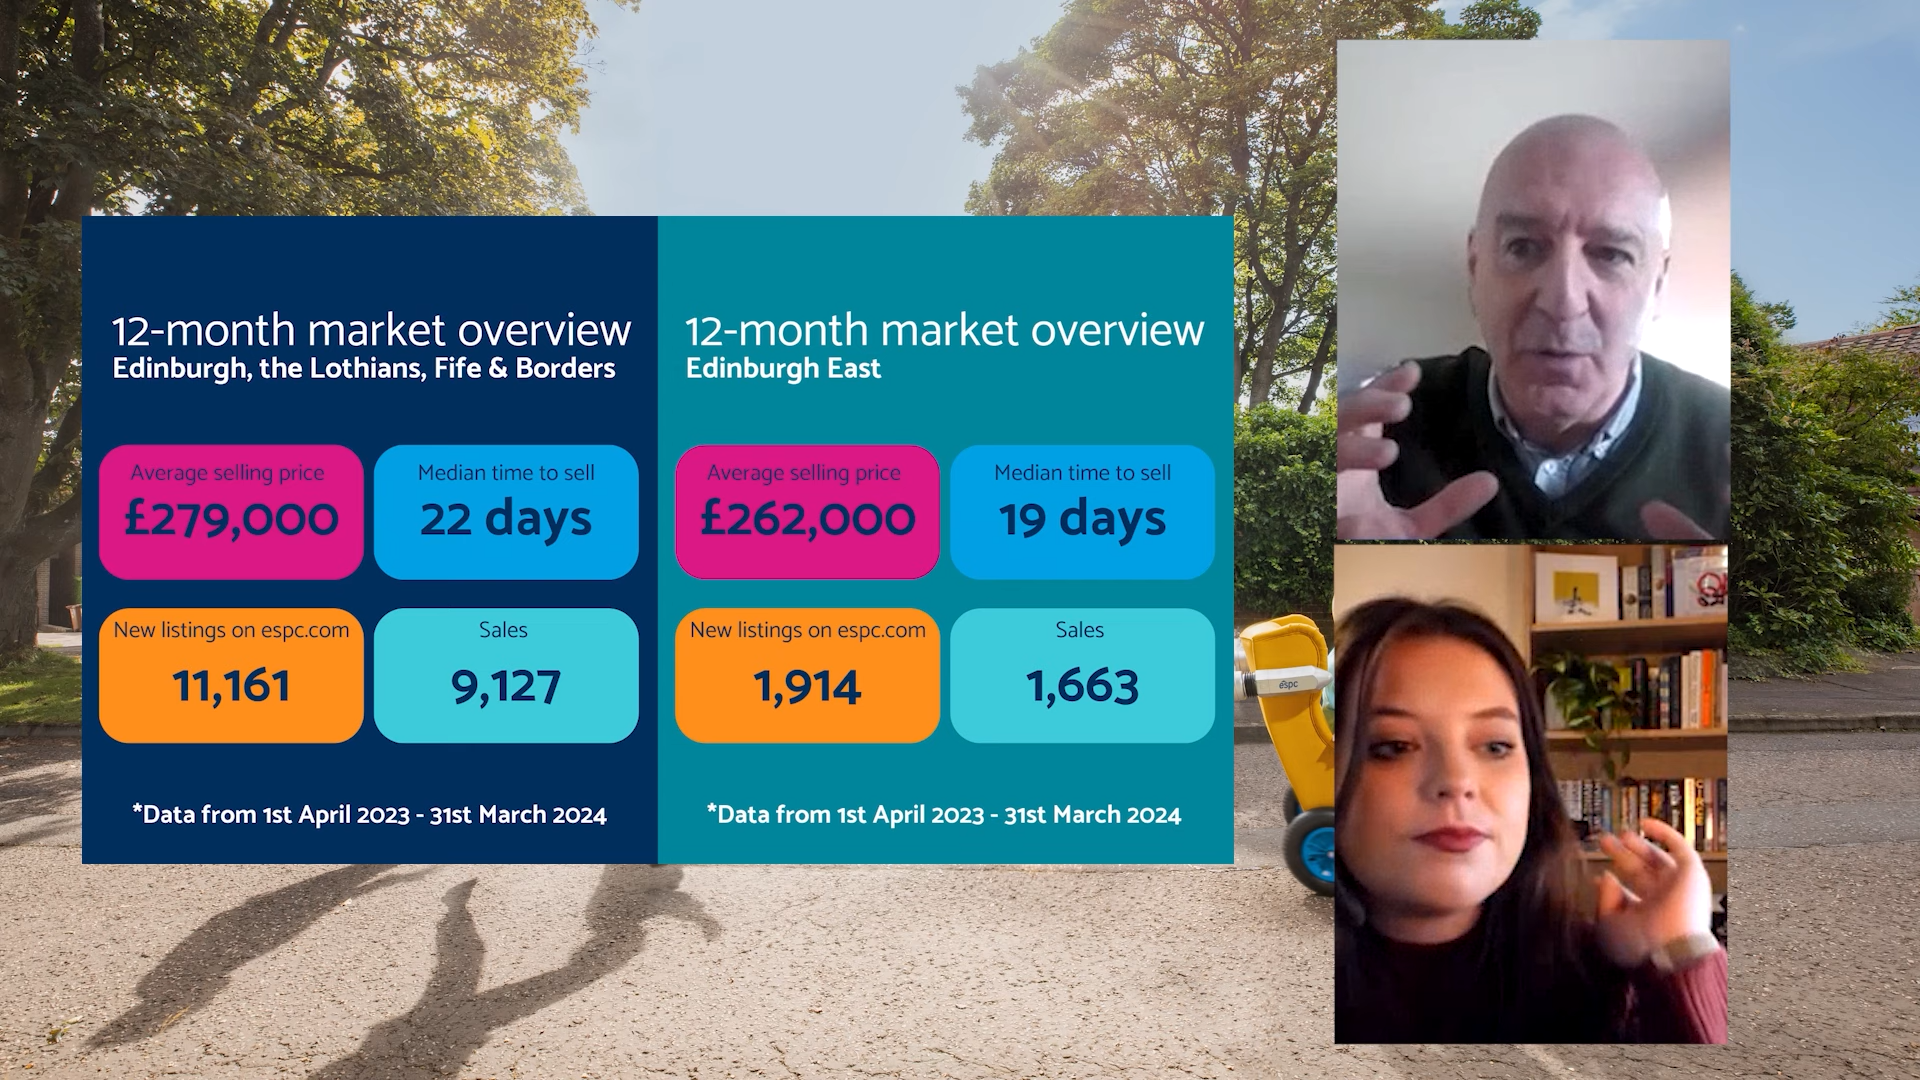 12-month market overview
Edinburgh, the Lothians, Fife & Borders
Average selling price
£279,000
Median time to sell
22 days
New listings on espc.com
11,161
Sales
9,127
*Data from 1st April 2023 - 31st March 2024
12-month market overview
Edinburgh East
Average selling price
£262,000
Median time to sell
19 days
New listings on espc.com
1,914
Sales
1,663
*Data from 1st April 2023 - 31st March 2024
espc